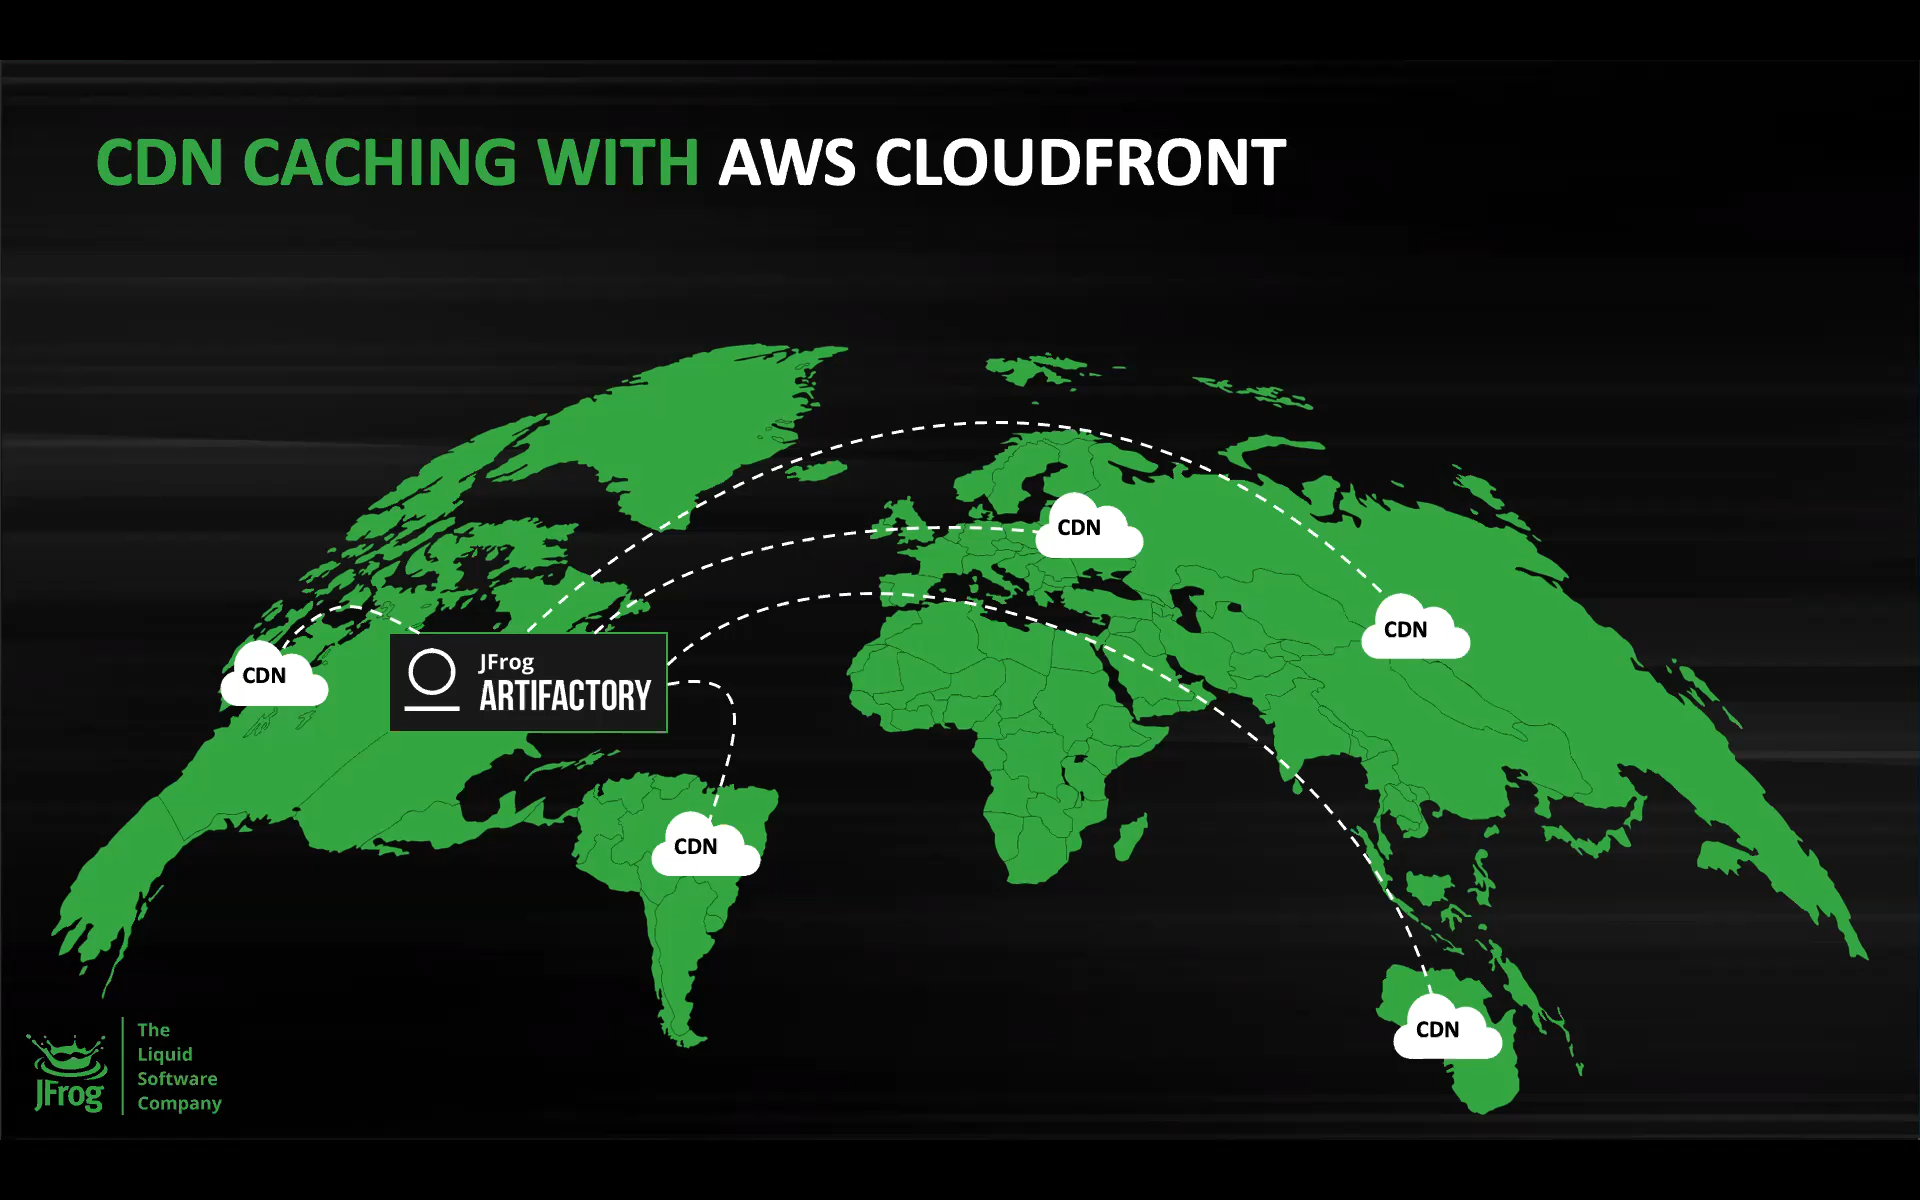 CDN CACHING WITH AWS CLOUDFRONT
CDN
CDN
CDN
JFrog
ARTIFACTORY
CDN
CDN
JFrog
The
Liquid
Software
Company